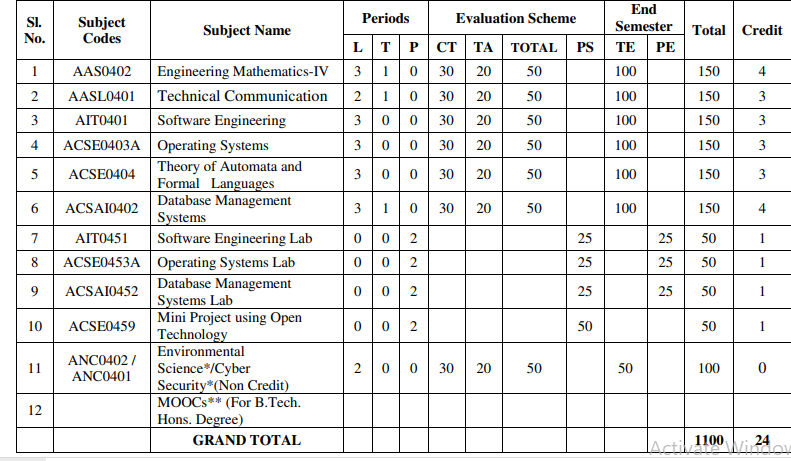 Sl. No. Subject Codes Subject Name Periods Evaluation Scheme End Semester Total Credit
L T P CT TA TOTAL PS TE PE
1 AAS0402 Engineering Mathematics-IV 3 1 0 30 20 50 100 150 4
2 AASL0401 Technical Communication 2 1 0 30 20 50 100 150 3
3 AIT0401 Software Engineering 3 0 0 30 20 50 100 150 3
4 ACSE0403A Operating Systems 3 0 0 30 20 50 100 150 3
5 ACSE0404 Theory of Automata and Formal Languages 3 0 0 30 20 50 100 150 3
6 ACSAI0402 Database Management Systems 3 1 0 30 20 50 100 150 4
7 AIT0451 Software Engineering Lab 0 0 2 25 25 50 1
8 ACSE0453A Operating Systems Lab 0 0 2 25 25 50 1
9 ACSAI0452 Database Management Systems Lab 0 0 2 25 25 50 1
10 ACSE0459 Mini Project using Open Technology 0 0 2 50 50 1
11 ANC0402 / ANC0401 Environmental Science*/Cyber Security*(Non Credit) 2 0 0 30 20 50 50 100 0
12 MOOCs** (For B.Tech. Hons. Degree)
GRAND TOTAL 1100 24
Activate Window